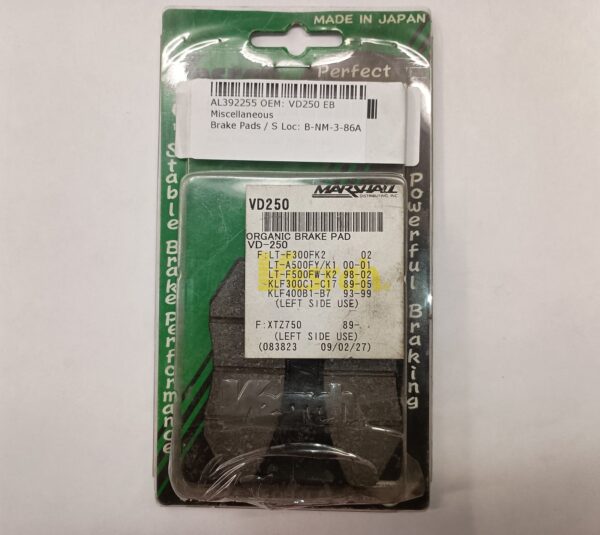 MADE IN JAPAN
Perfect
AL392255 OEM: VD250 EB
Miscellaneous
Brake Pads / S Loc: B-NM-3-86A
Stable Brake Performance
Powerful Braking
MARSHALL
DISTRIBUTING, INC.
VD250
ORGANIC BRAKE PAD
VD-250
F:LT-F300FK2 02
LT-A500FY/K1 00-01
LT-F500FW-K2 98-02
KLF300C1-C17 89-05
KLF400B1-B7 93-99
(LEFT SIDE USE)
F:XTZ750 89-
(LEFT SIDE USE)
(083823 09/02/27)
Vesrah